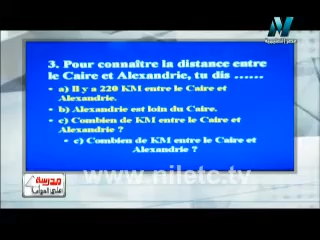 3. Pour connaître la distance entre
le Caire et Alexandrie, tu dis ......
• a) Il y a 220 KM entre le Caire et
Alexandrie.
• b) Alexandrie est loin du Caire.
• c) Combien de KM entre le Caire et
Alexandrie ?
• c) Combien de KM entre le Caire et
Alexandrie ?
www.niletc.tv
مدرسة
على الهواء